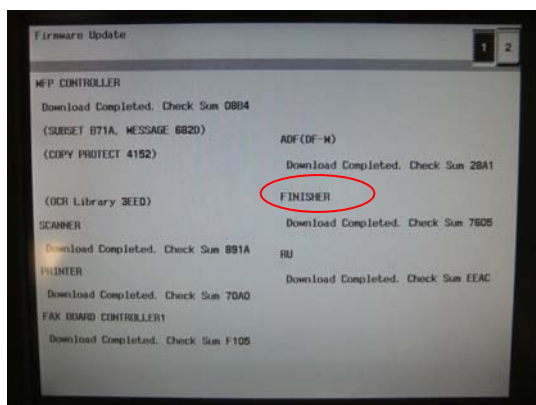 Firmware Update
1 2
MFP CONTROLLER
Download Completed. Check Sum 0884
(SUBSET B71A, MESSAGE 682D)
(COPY PROTECT 4152)
(OCR Library 3EE0)
SCANNER
Download Completed. Check Sum 891A
PRINTER
Download Completed. Check Sum 70A0
FAX BOARD CONTROLLER1
Download Completed. Check Sum F105
ADF(DF-M)
Download Completed. Check Sum 28A1
FINISHER
Download Completed. Check Sum 7605
RU
Download Completed. Check Sum EEAC